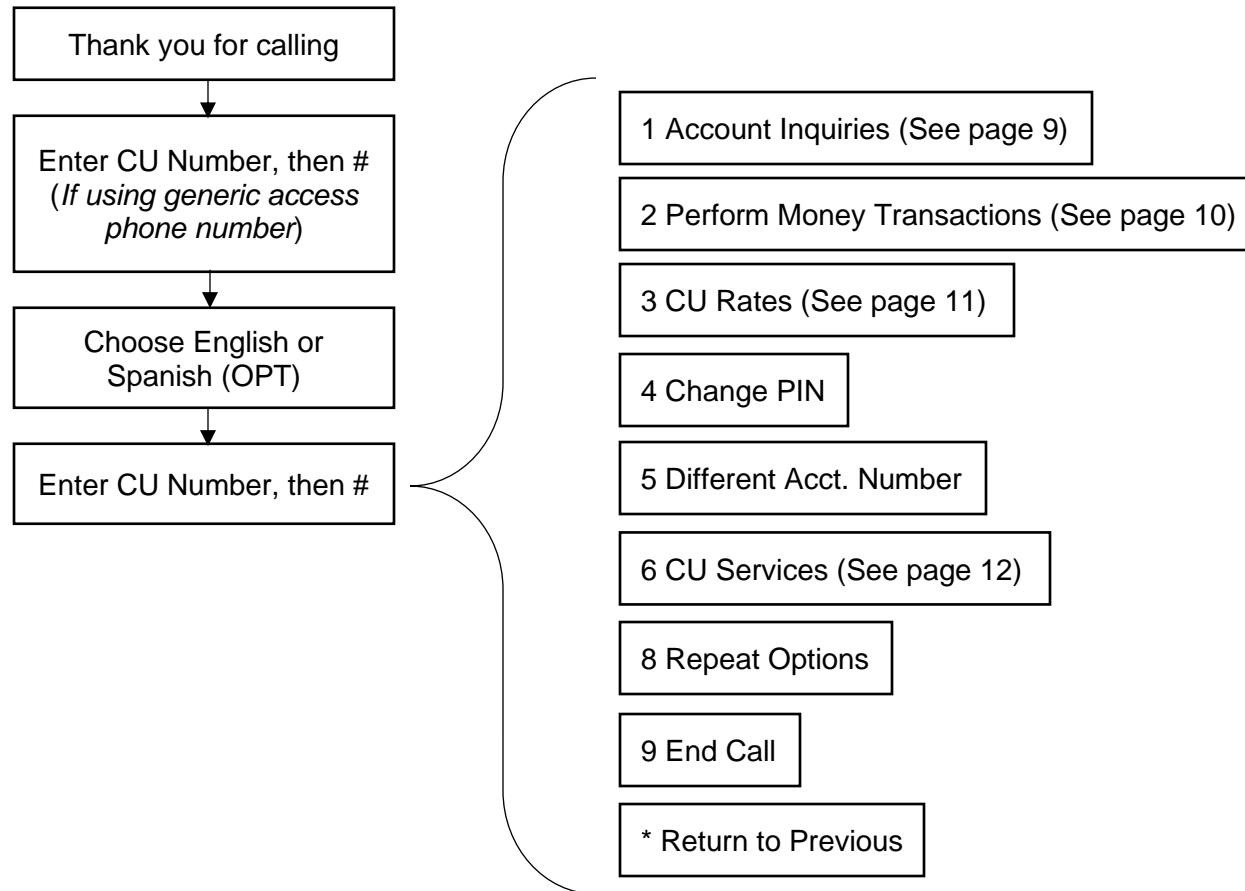 Thank you for calling
Enter CU Number, then #
(If using generic access
phone number)
Choose English or
Spanish (OPT)
Enter CU Number, then #
1 Account Inquiries (See page 9)
2 Perform Money Transactions (See page 10)
3 CU Rates (See page 11)
4 Change PIN
5 Different Acct. Number
6 CU Services (See page 12)
8 Repeat Options
9 End Call
* Return to Previous